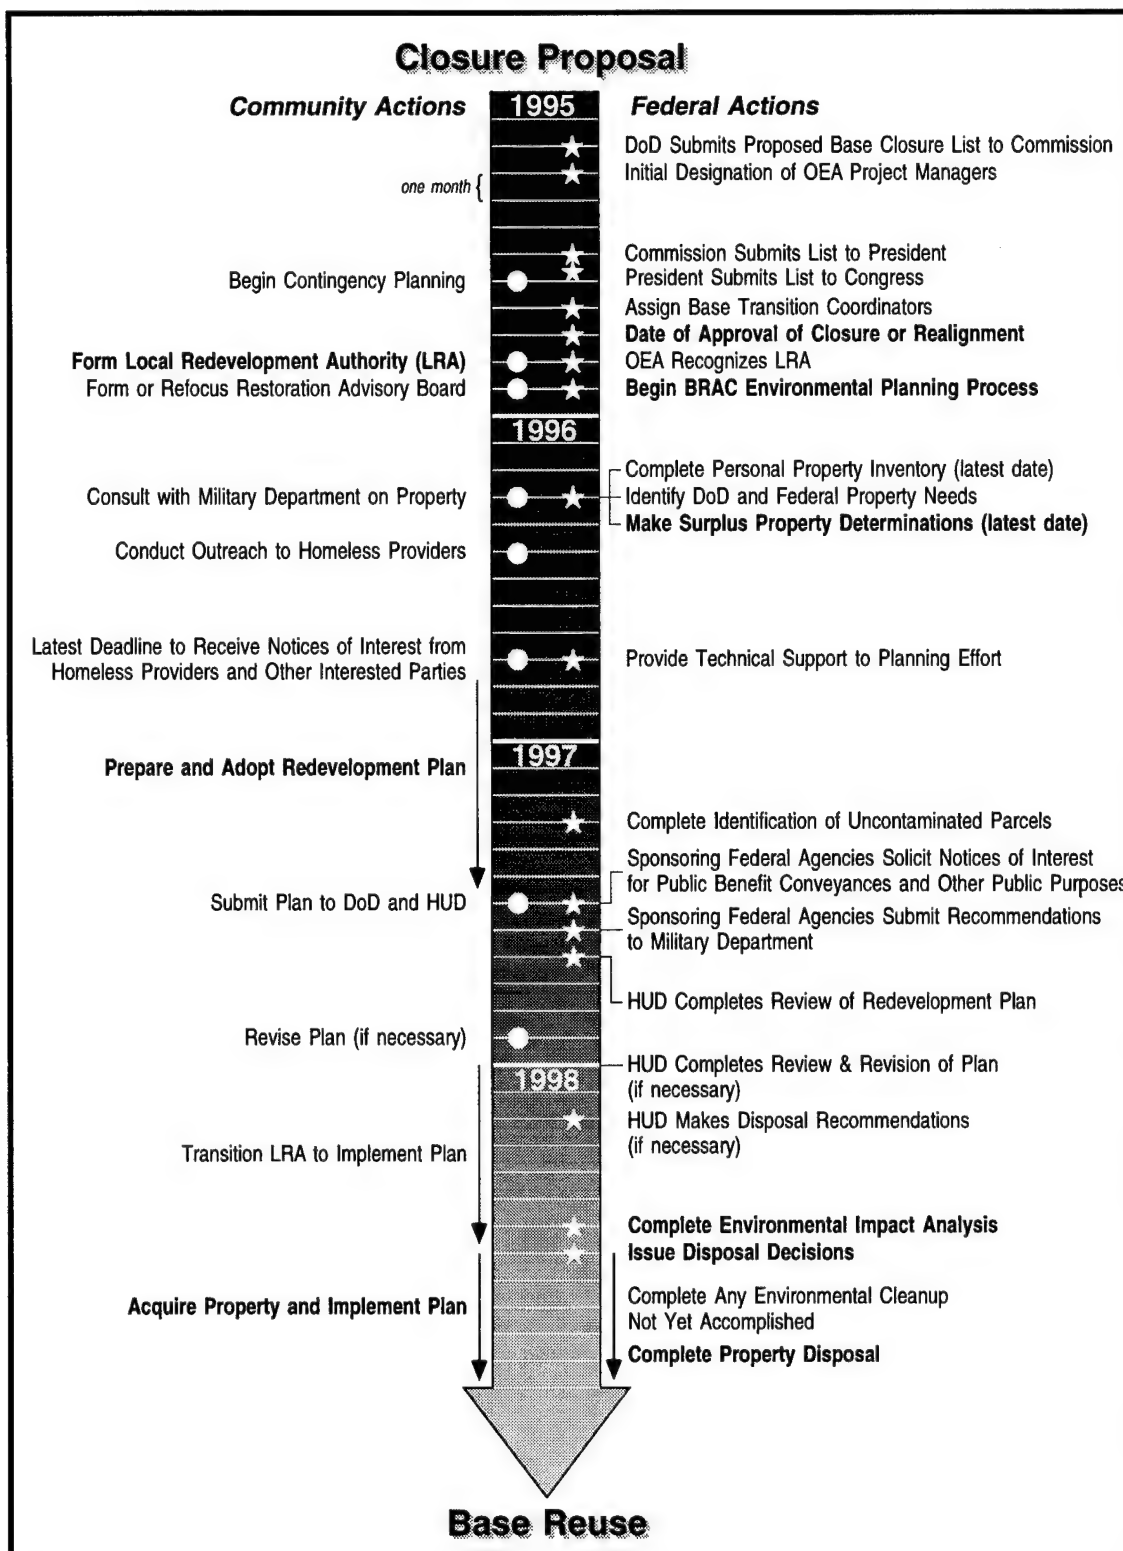 Closure Proposal
Community Actions
1995
Federal Actions
DoD Submits Proposed Base Closure List to Commission
Initial Designation of OEA Project Managers
one month {
Commission Submits List to President
President Submits List to Congress
Begin Contingency Planning
Assign Base Transition Coordinators
Date of Approval of Closure or Realignment
Form Local Redevelopment Authority (LRA)
OEA Recognizes LRA
Form or Refocus Restoration Advisory Board
Begin BRAC Environmental Planning Process
1996
Complete Personal Property Inventory (latest date)
Consult with Military Department on Property
Identify DoD and Federal Property Needs
Make Surplus Property Determinations (latest date)
Conduct Outreach to Homeless Providers
Latest Deadline to Receive Notices of Interest from
Homeless Providers and Other Interested Parties
Provide Technical Support to Planning Effort
1997
Prepare and Adopt Redevelopment Plan
Complete Identification of Uncontaminated Parcels
Sponsoring Federal Agencies Solicit Notices of Interest
for Public Benefit Conveyances and Other Public Purposes
Submit Plan to DoD and HUD
Sponsoring Federal Agencies Submit Recommendations
to Military Department
HUD Completes Review of Redevelopment Plan
Revise Plan (if necessary)
HUD Completes Review & Revision of Plan
(if necessary)
1998
HUD Makes Disposal Recommendations
(if necessary)
Transition LRA to Implement Plan
Complete Environmental Impact Analysis
Issue Disposal Decisions
Acquire Property and Implement Plan
Complete Any Environmental Cleanup
Not Yet Accomplished
Complete Property Disposal
Base Reuse